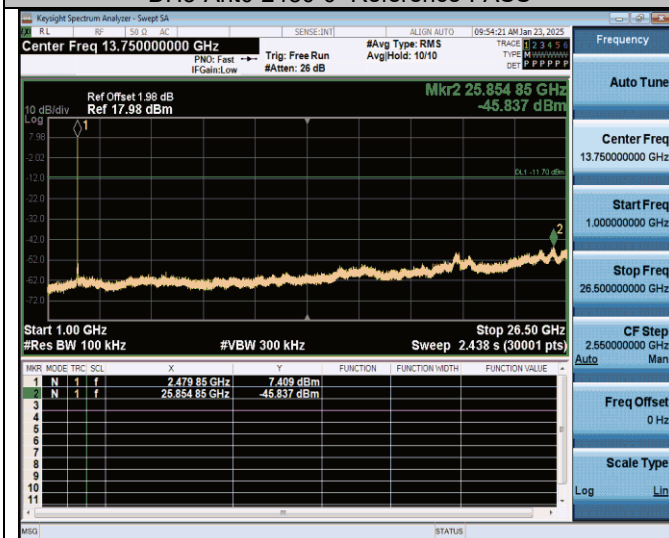 Keysight Spectrum Analyzer - Swept SA
RL RF 50 Ω AC SENSE:INT ALIGN AUTO 09:54:21 AM Jan 23, 2025
Center Freq 13.750000000 GHz
PNO: Fast
IFGain:Low
Trig: Free Run
#Atten: 26 dB
#Avg Type: RMS
Avg|Hold: 10/10
TRACE 1 2 3 4 5 6
TYPE M WWWWW
DET P P P P P P
Mkr2 25.854 85 GHz
-45.837 dBm
Ref Offset 1.98 dB
Ref 17.98 dBm
10 dB/div
Log
7.98
-2.02
-12.0
-22.0
-32.0
-42.0
-52.0
-62.0
-72.0
1
DL1 -11.70 dBm
2
Start 1.00 GHz Stop 26.50 GHz
#Res BW 100 kHz #VBW 300 kHz Sweep 2.438 s (30001 pts)
MKR MODE TRC SCL X Y FUNCTION FUNCTION WIDTH FUNCTION VALUE
1 N 1 f 2.479 85 GHz 7.409 dBm
2 N 1 f 25.854 85 GHz -45.837 dBm
3
4
5
6
7
8
9
10
11
MSG STATUS
Frequency
Auto Tune
Center Freq
13.750000000 GHz
Start Freq
1.000000000 GHz
Stop Freq
26.500000000 GHz
CF Step
2.550000000 GHz
Auto Man
Freq Offset
0 Hz
Scale Type
Log Lin